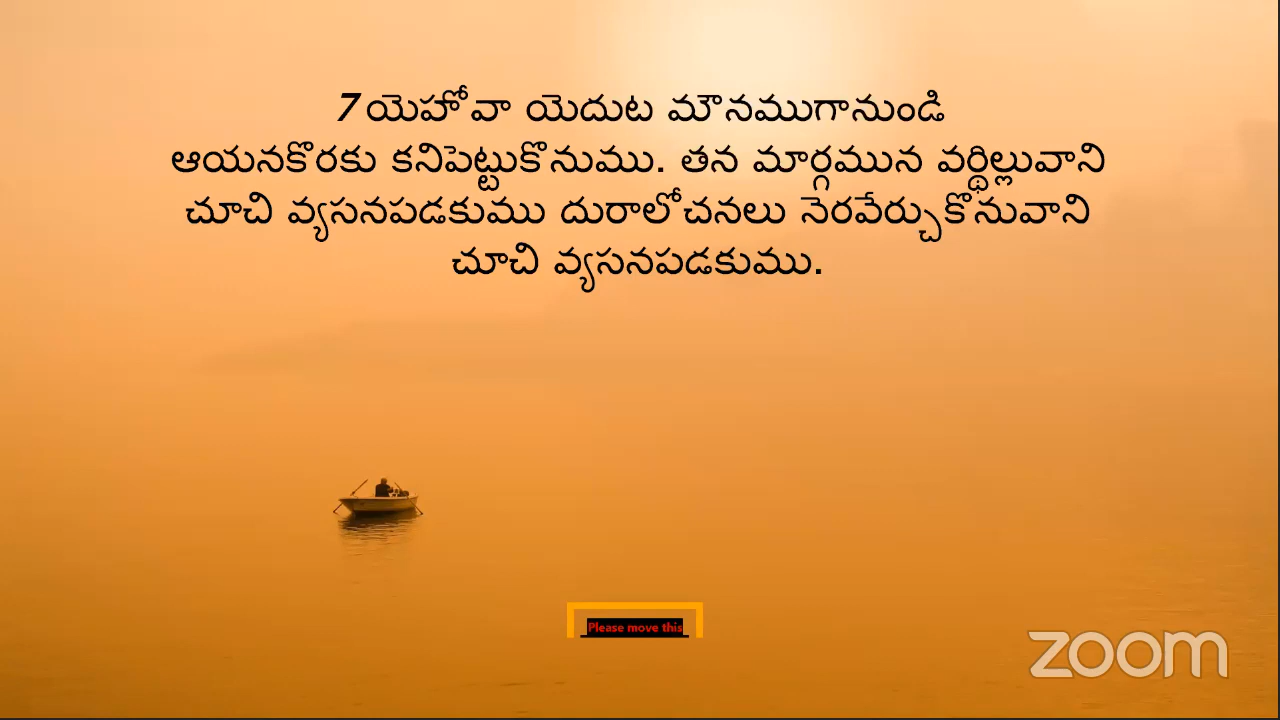 7 యెహోవా యెదుట మౌనముగానుండి
ఆయనకొరకు కనిపెట్టుకొనుము. తన మార్గమున వర్థిల్లువాని
చూచి వ్యసనపడకుము దురాలోచనలు నెరవేర్చుకొనువాని
చూచి వ్యసనపడకుము.
Please move this
zoom